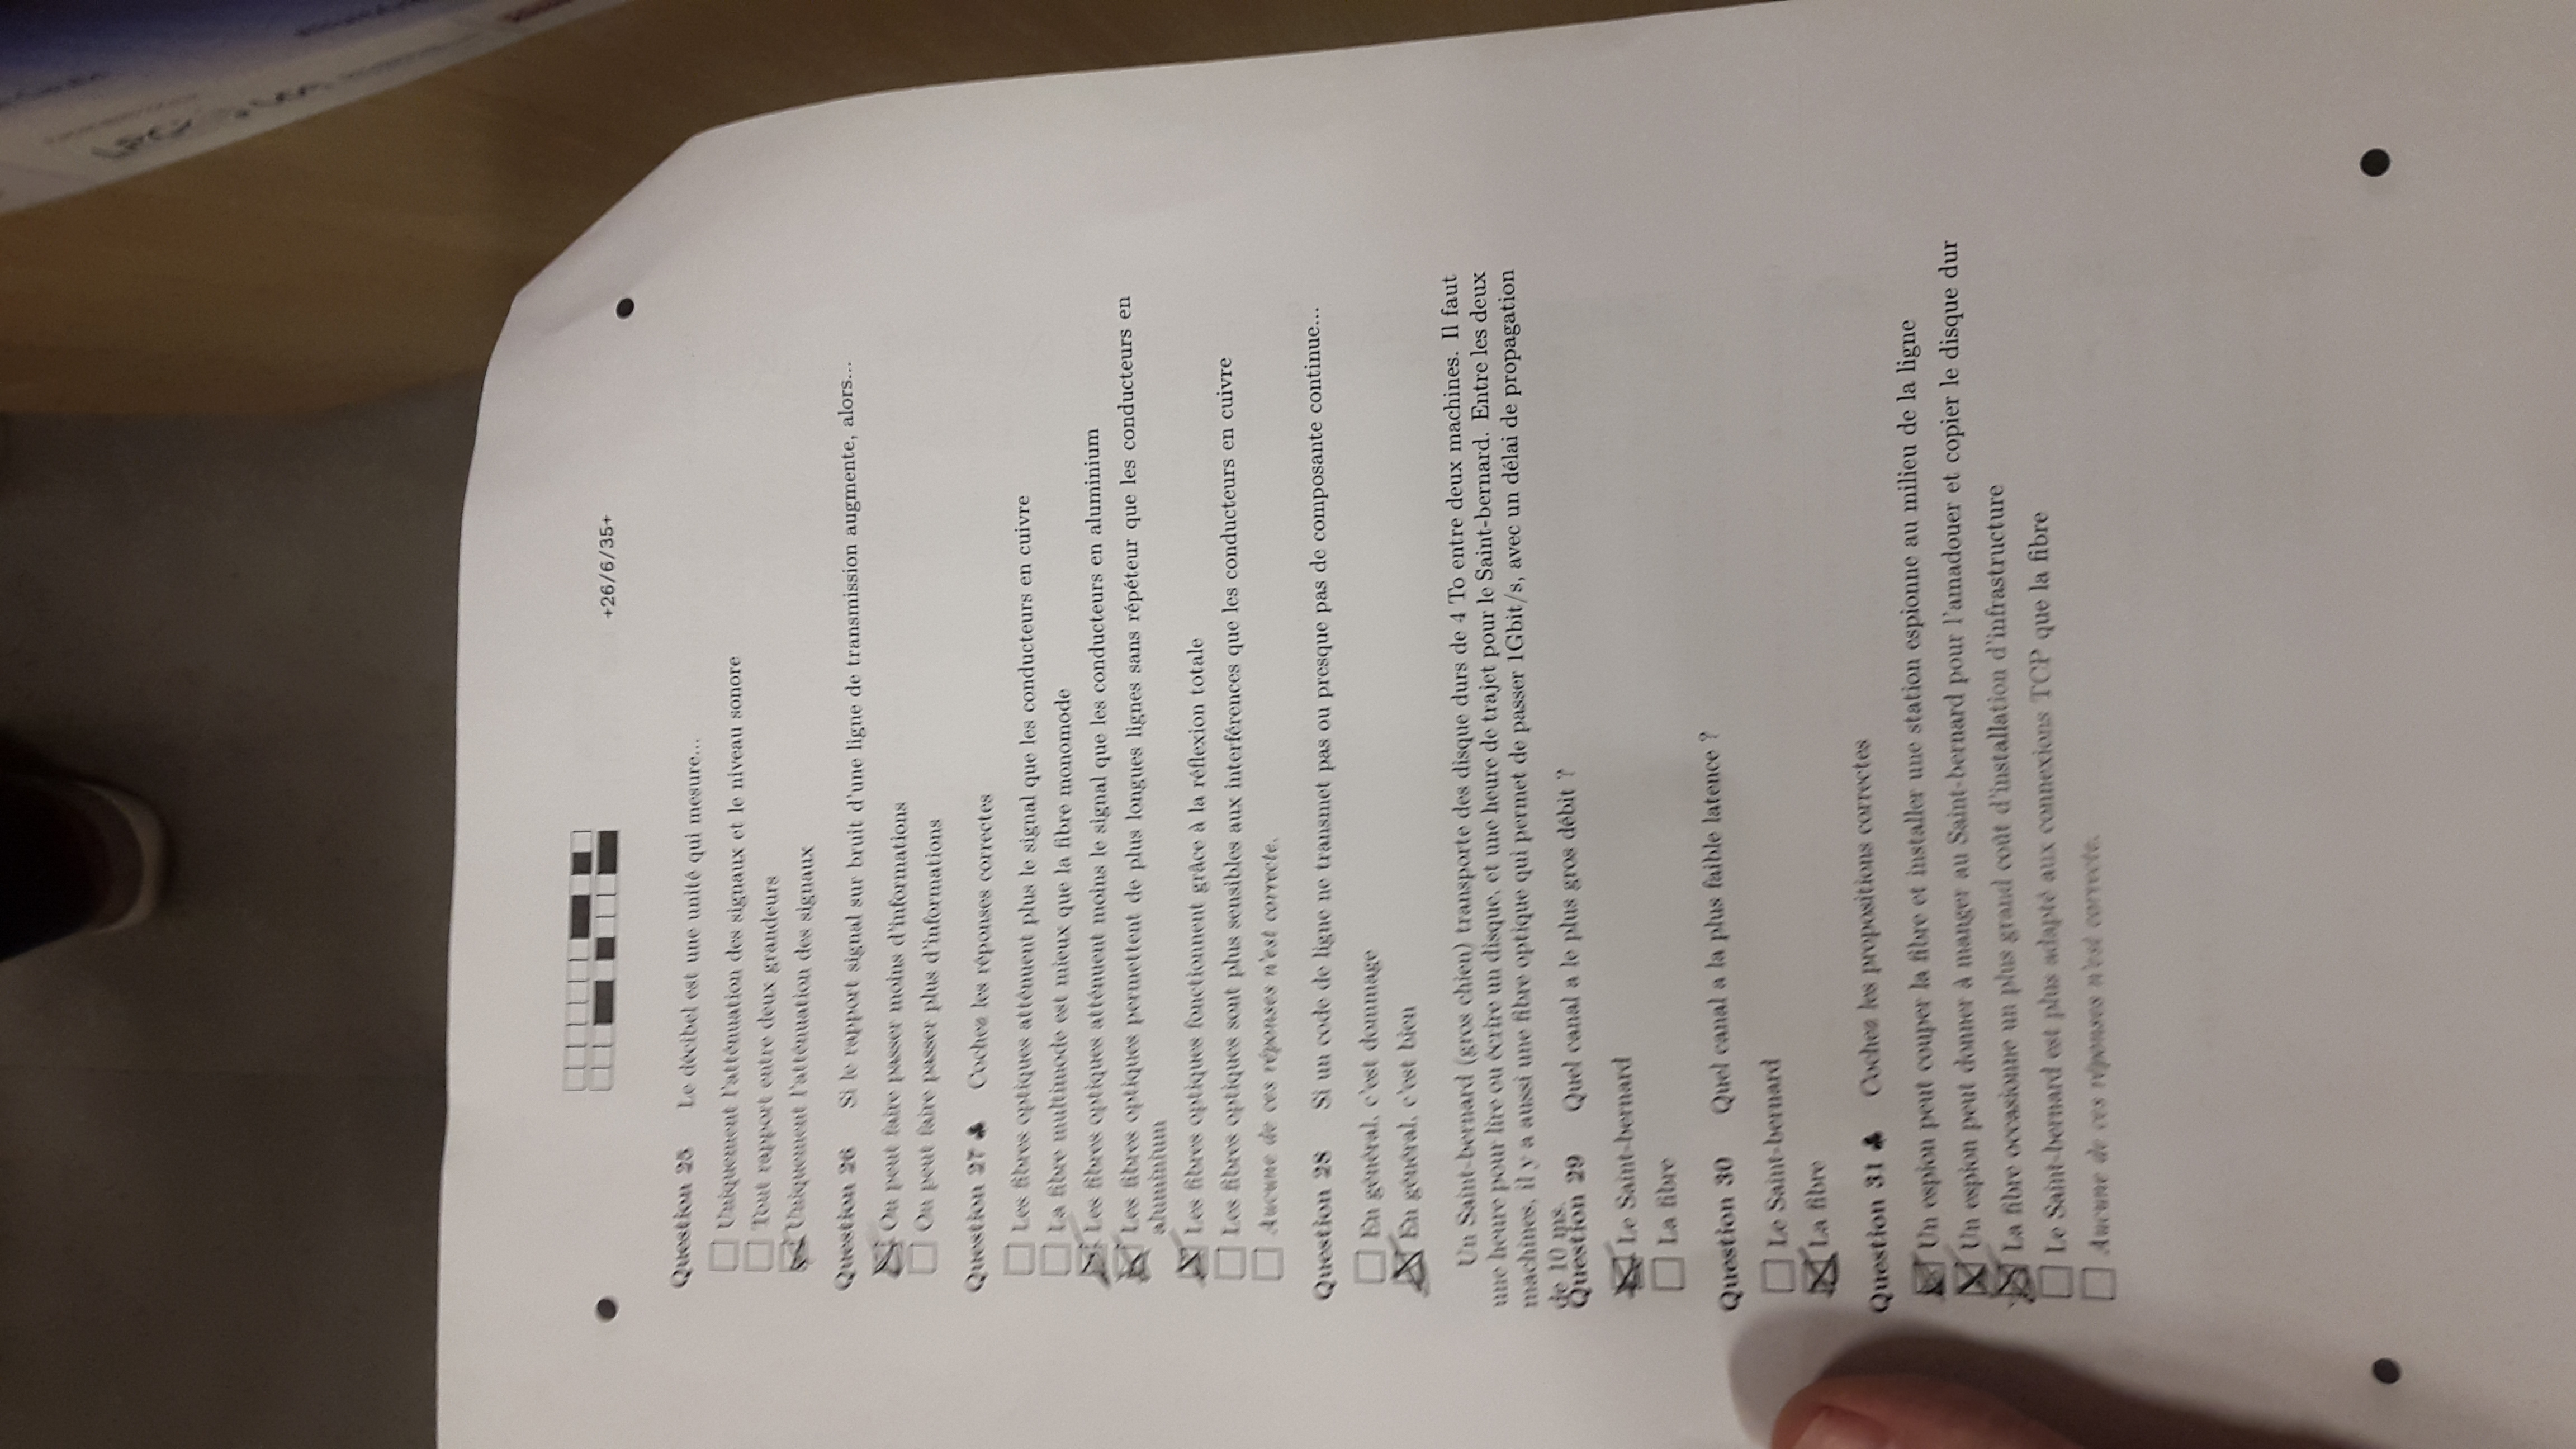 +26/6/35+
Question 25 Le décibel est une unité qui mesure...
Uniquement l'atténuation des signaux et le niveau sonore
Tout rapport entre deux grandeurs
Uniquement l'atténuation des signaux
Question 26 Si le rapport signal sur bruit d'une ligne de transmission augmente, alors...
On peut faire passer moins d'informations
On peut faire passer plus d'informations
Question 27 ♣ Cochez les réponses correctes
Les fibres optiques atténuent plus le signal que les conducteurs en cuivre
La fibre multimode est mieux que la fibre monomode
Les fibres optiques atténuent moins le signal que les conducteurs en aluminium
Les fibres optiques permettent de plus longues lignes sans répéteur que les conducteurs en
aluminium
Les fibres optiques fonctionnent grâce à la réflexion totale
Les fibres optiques sont plus sensibles aux interférences que les conducteurs en cuivre
Aucune de ces réponses n'est correcte.
Question 28 Si un code de ligne ne transmet pas ou presque pas de composante continue...
En général, c'est dommage
En général, c'est bien
Un Saint-bernard (gros chien) transporte des disque durs de 4 To entre deux machines. Il faut
une heure pour lire ou écrire un disque, et une heure de trajet pour le Saint-bernard. Entre les deux
machines, il y a aussi une fibre optique qui permet de passer 1Gbit/s, avec un délai de propagation
de 10 ms.
Question 29 Quel canal a le plus gros débit ?
Le Saint-bernard
La fibre
Question 30 Quel canal a la plus faible latence ?
Le Saint-bernard
La fibre
Question 31 ♣ Cochez les propositions correctes
Un espion peut couper la fibre et installer une station espionne au milieu de la ligne
Un espion peut donner à manger au Saint-bernard pour l'amadouer et copier le disque dur
La fibre occasionne un plus grand coût d'installation d'infrastructure
Le Saint-bernard est plus adapté aux connexions TCP que la fibre
Aucune de ces réponses n'est correcte.